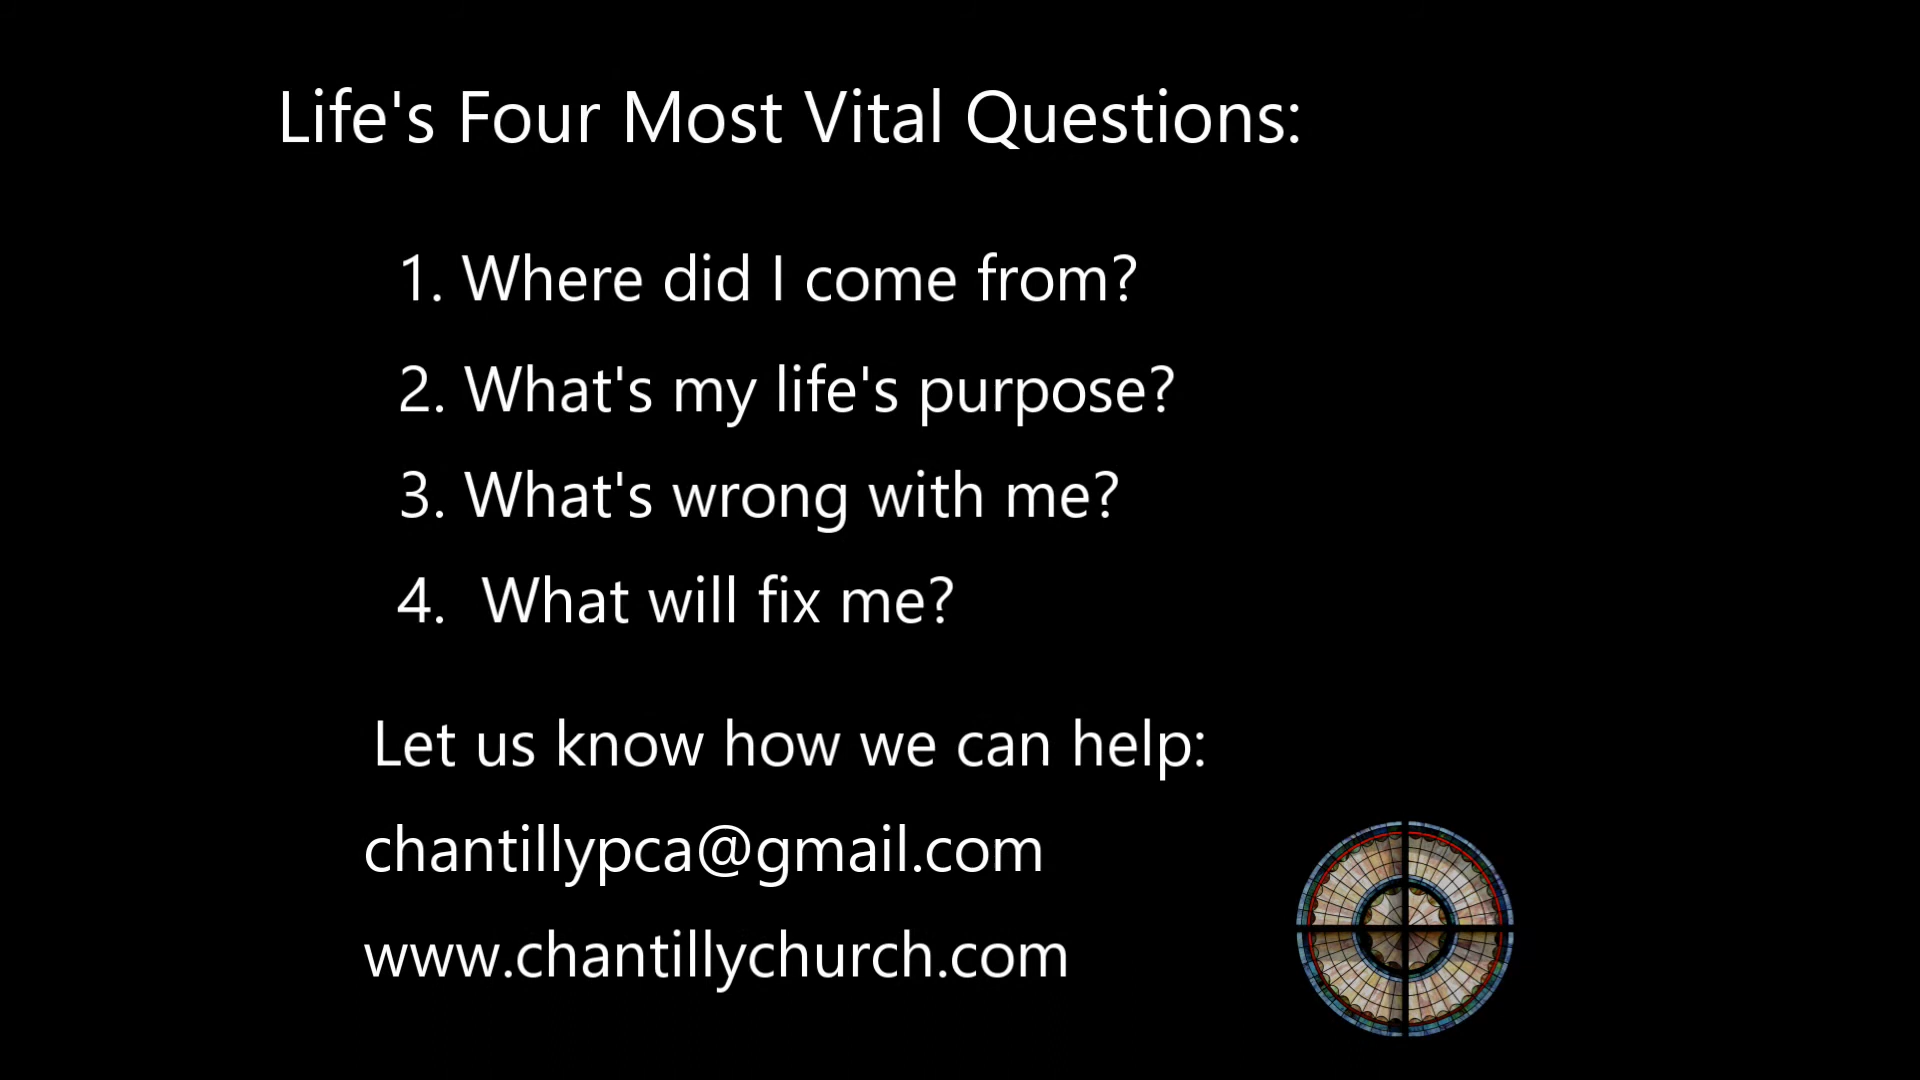 Life's Four Most Vital Questions:
1. Where did I come from?
2. What's my life's purpose?
3. What's wrong with me?
4. What will fix me?
Let us know how we can help:
chantillypca@gmail.com
www.chantillychurch.com